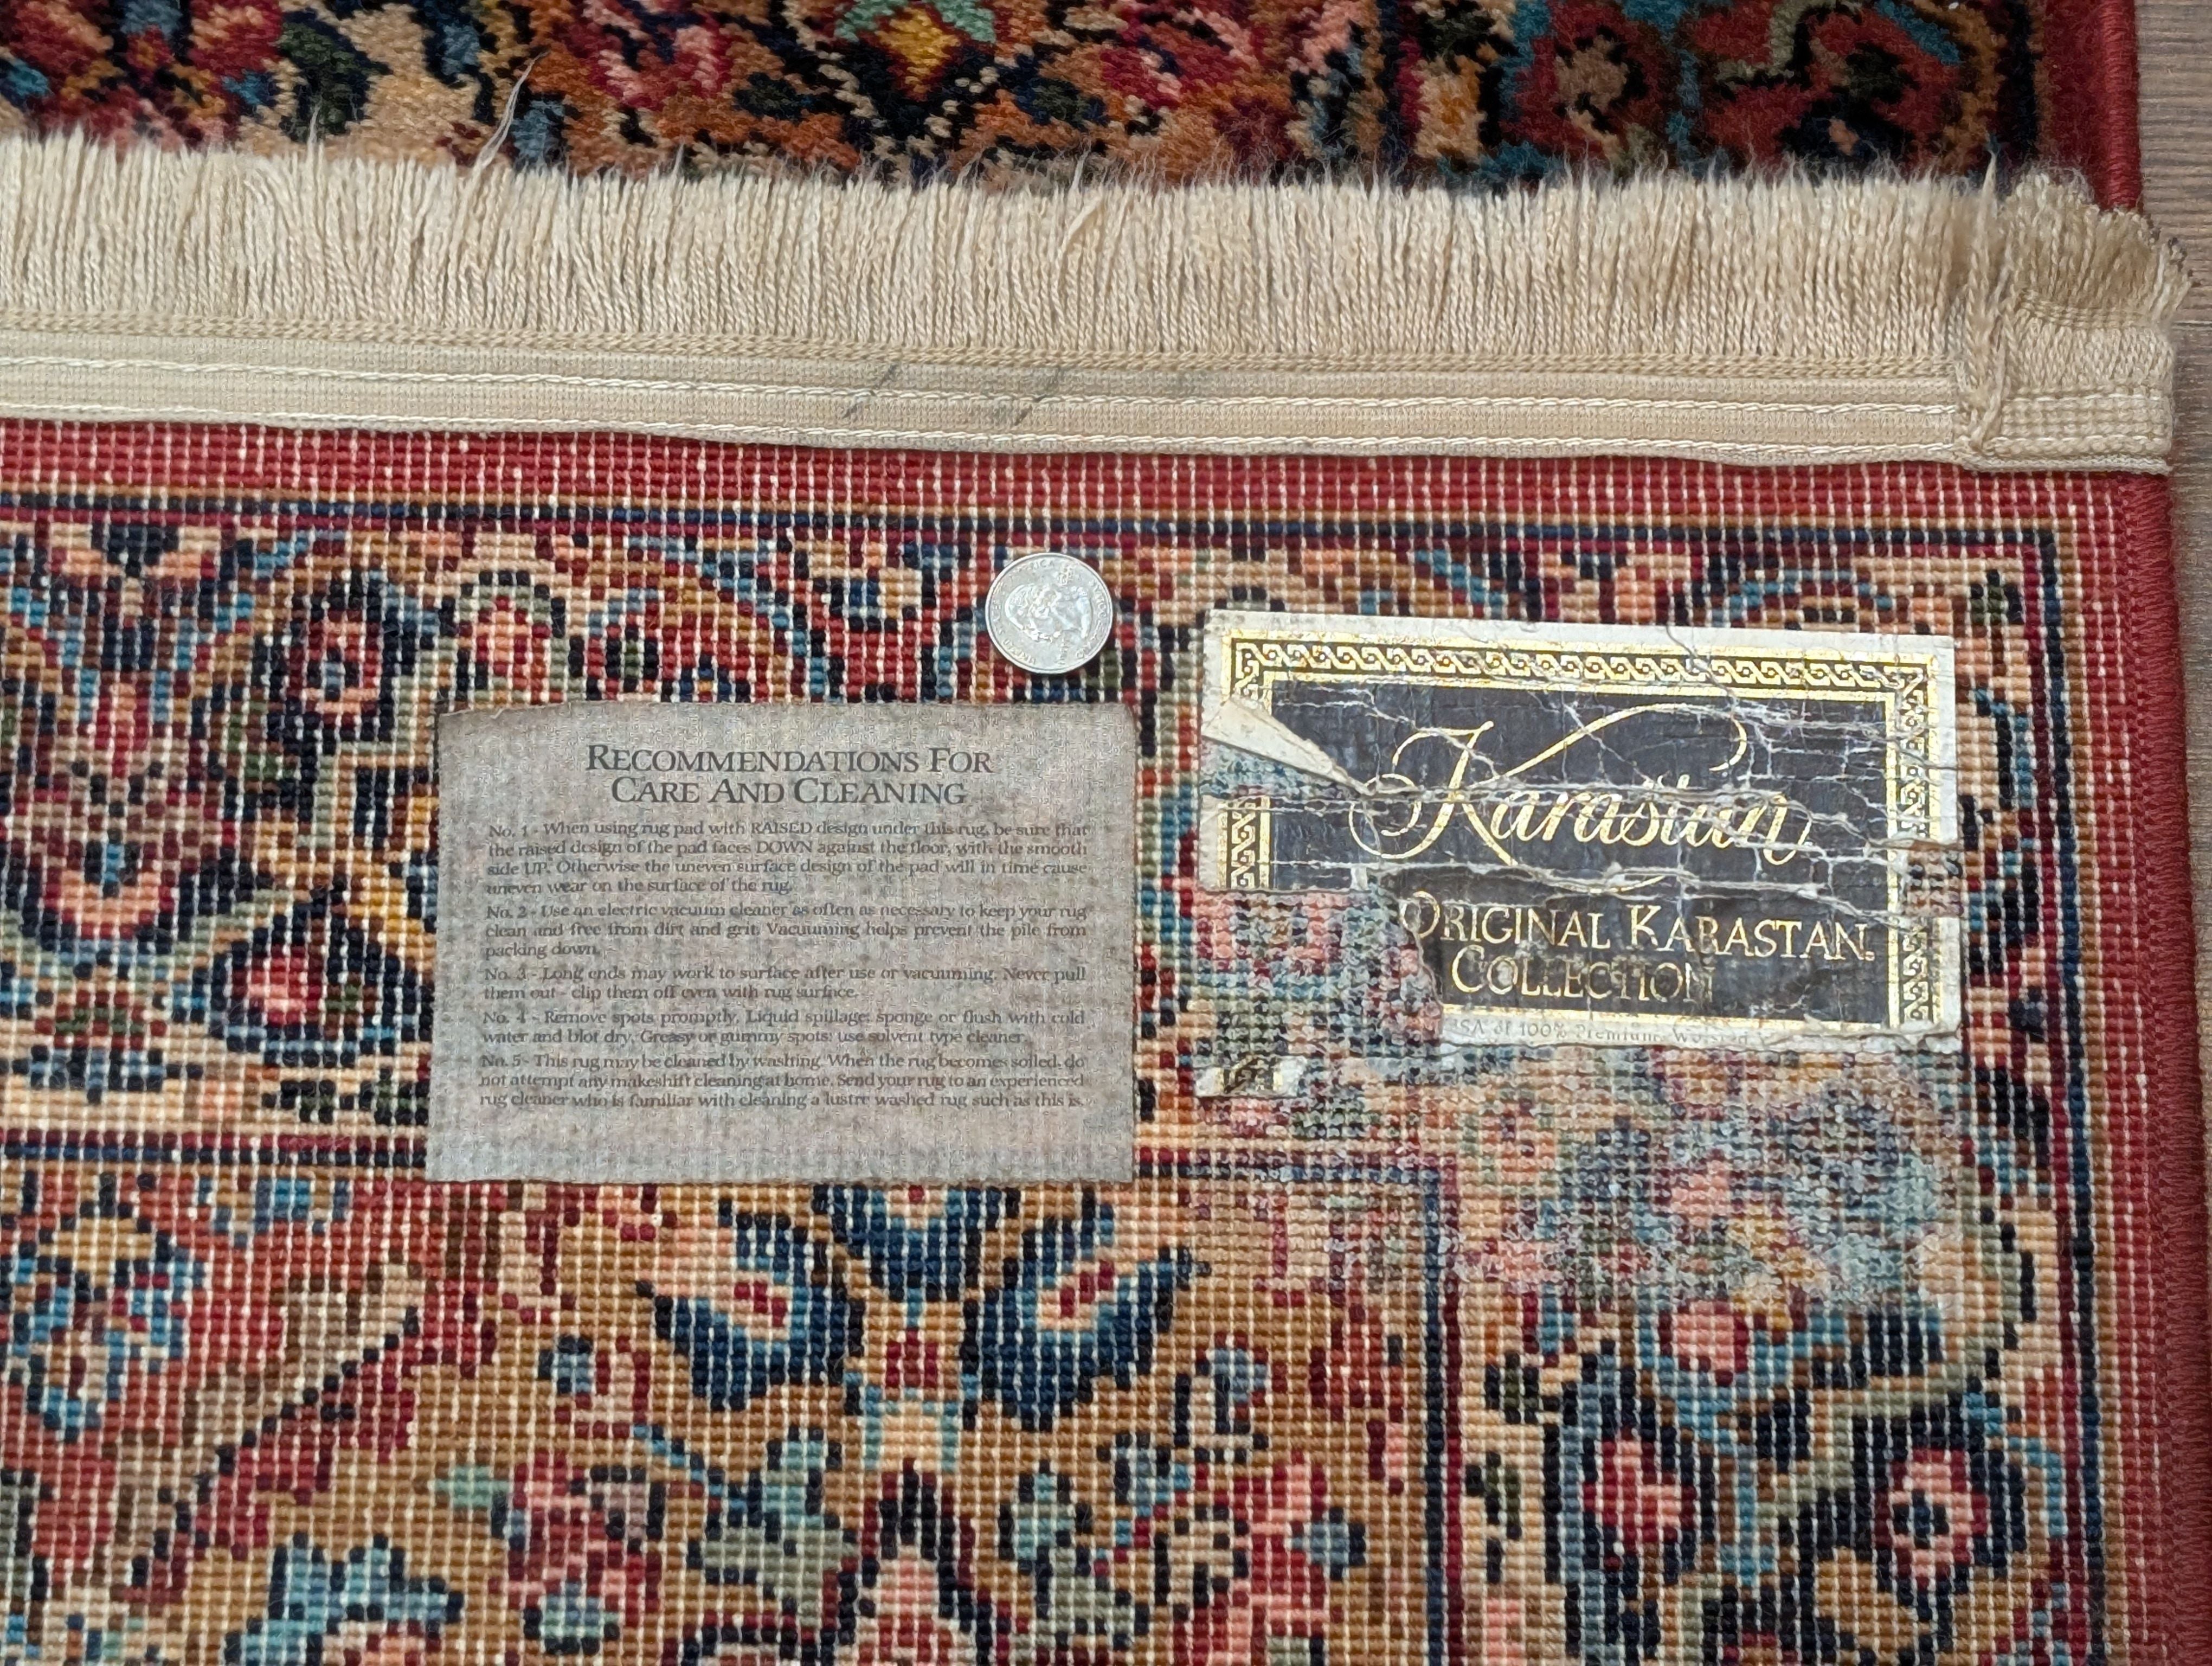 RECOMMENDATIONS FOR
CARE AND CLEANING
No. 1 - When using rug pad with RAISED design under this rug, be sure that
the raised design of the pad faces DOWN against the floor, with the smooth
side UP. Otherwise the uneven surface design of the pad will in time cause
uneven wear on the surface of the rug.
No. 2 - Use an electric vacuum cleaner as often as necessary to keep your rug
clean and free from dirt and grit. Vacuuming helps prevent the pile from
packing down.
No. 3 - Long ends may work to surface after use or vacuuming. Never pull
them out - clip them off even with rug surface.
No. 4 - Remove spots promptly. Liquid spillage: sponge or flush with cold
water and blot dry. Greasy or gummy spots: use solvent type cleaner.
No. 5 - This rug may be cleaned by washing. When the rug becomes soiled, do
not attempt any makeshift cleaning at home. Send your rug to an experienced
rug cleaner who is familiar with cleaning a lustre washed rug such as this is.
Karastan
ORIGINAL KARASTAN.
COLLECTION
SA of 100% Premium Worsted